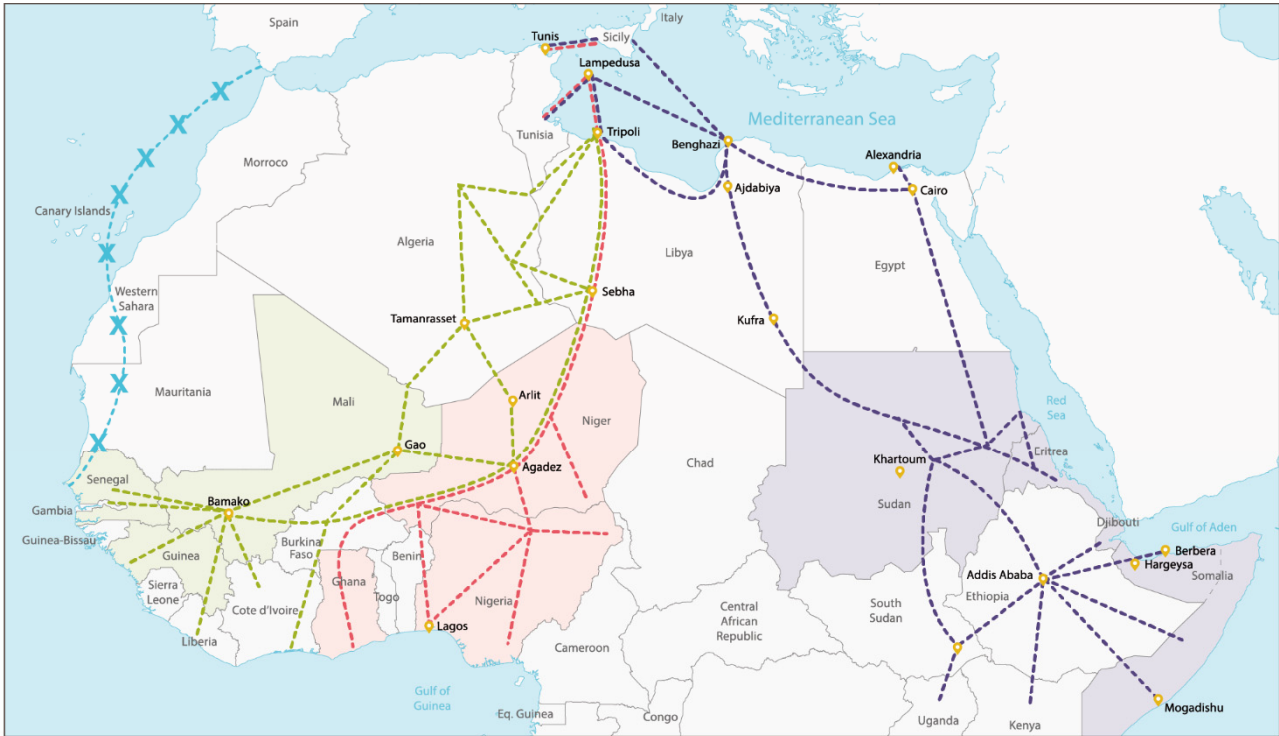 Spain
Italy
Tunis
Sicily
Lampedusa
Mediterranean Sea
Tunisia
Tripoli
Benghazi
Alexandria
Morroco
Ajdabiya
Cairo
Canary Islands
Algeria
Libya
Egypt
Western
Sahara
Sebha
Tamanrasset
Kufra
Mauritania
Mali
Arlit
Niger
Red
Sea
Gao
Agadez
Chad
Khartoum
Eritrea
Senegal
Sudan
Bamako
Gambia
Djibouti
Gulf of Aden
Guinea-Bissau
Guinea
Burkina
Faso
Benin
Berbera
Hargeysa
Somalia
Sierra
Leone
Ghana
Togo
Nigeria
Addis Ababa
Ethiopia
Cote d'Ivoire
South
Sudan
Central
African
Republic
Liberia
Lagos
Cameroon
Gulf of
Guinea
Eq. Guinea
Congo
Uganda
Kenya
Mogadishu
X
X
X
X
X
X
X
X